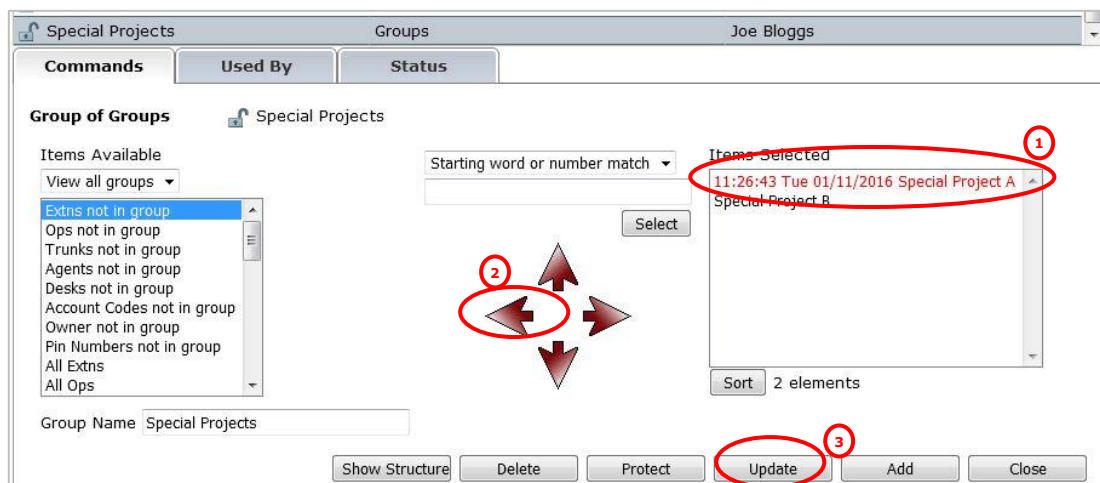 Special Projects Groups Joe Bloggs
Commands Used By Status
Group of Groups Special Projects
Items Available
View all groups
Extns not in group
Ops not in group
Trunks not in group
Agents not in group
Desks not in group
Account Codes not in group
Owner not in group
Pin Numbers not in group
All Extns
All Ops
Group Name Special Projects
Starting word or number match
Select
2
Items Selected
1
11:26:43 Tue 01/11/2016 Special Project A
Special Project B
Sort 2 elements
3
Show Structure Delete Protect Update Add Close